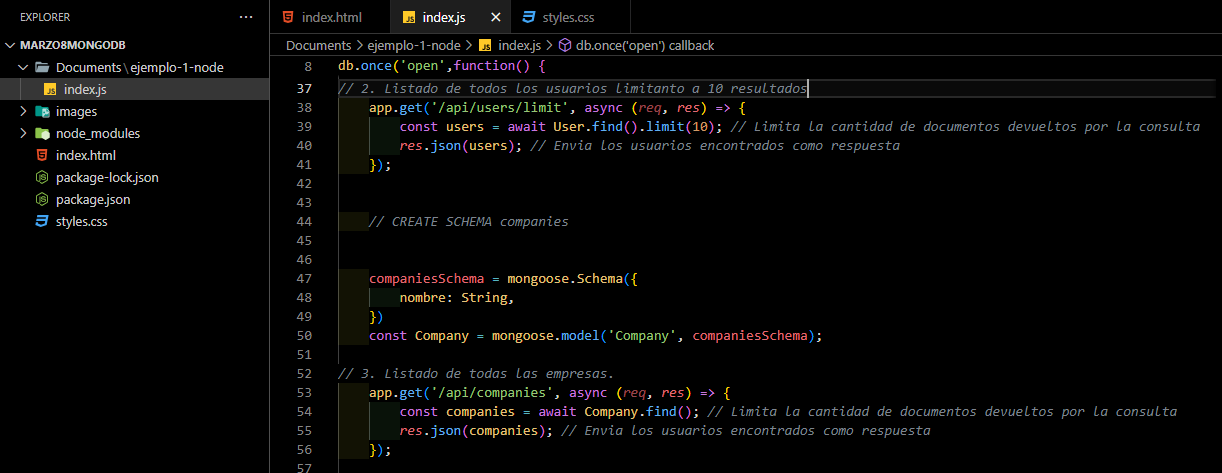 EXPLORER
···
MARZO8MONGODB
Documents\ejemplo-1-node
JS index.js
images
node_modules
index.html
package-lock.json
package.json
styles.css
index.html
JS index.js
styles.css
Documents > ejemplo-1-node > JS index.js > db.once('open') callback
8 db.once('open',function() {
37 // 2. Listado de todos los usuarios limitanto a 10 resultados
38 app.get('/api/users/limit', async (req, res) => {
39 const users = await User.find().limit(10); // Limita la cantidad de documentos devueltos por la consulta
40 res.json(users); // Envia los usuarios encontrados como respuesta
41 });
42
43
44 // CREATE SCHEMA companies
45
46
47 companiesSchema = mongoose.Schema({
48 nombre: String,
49 })
50 const Company = mongoose.model('Company', companiesSchema);
51
52 // 3. Listado de todas las empresas.
53 app.get('/api/companies', async (req, res) => {
54 const companies = await Company.find(); // Limita la cantidad de documentos devueltos por la consulta
55 res.json(companies); // Envia los usuarios encontrados como respuesta
56 });
57